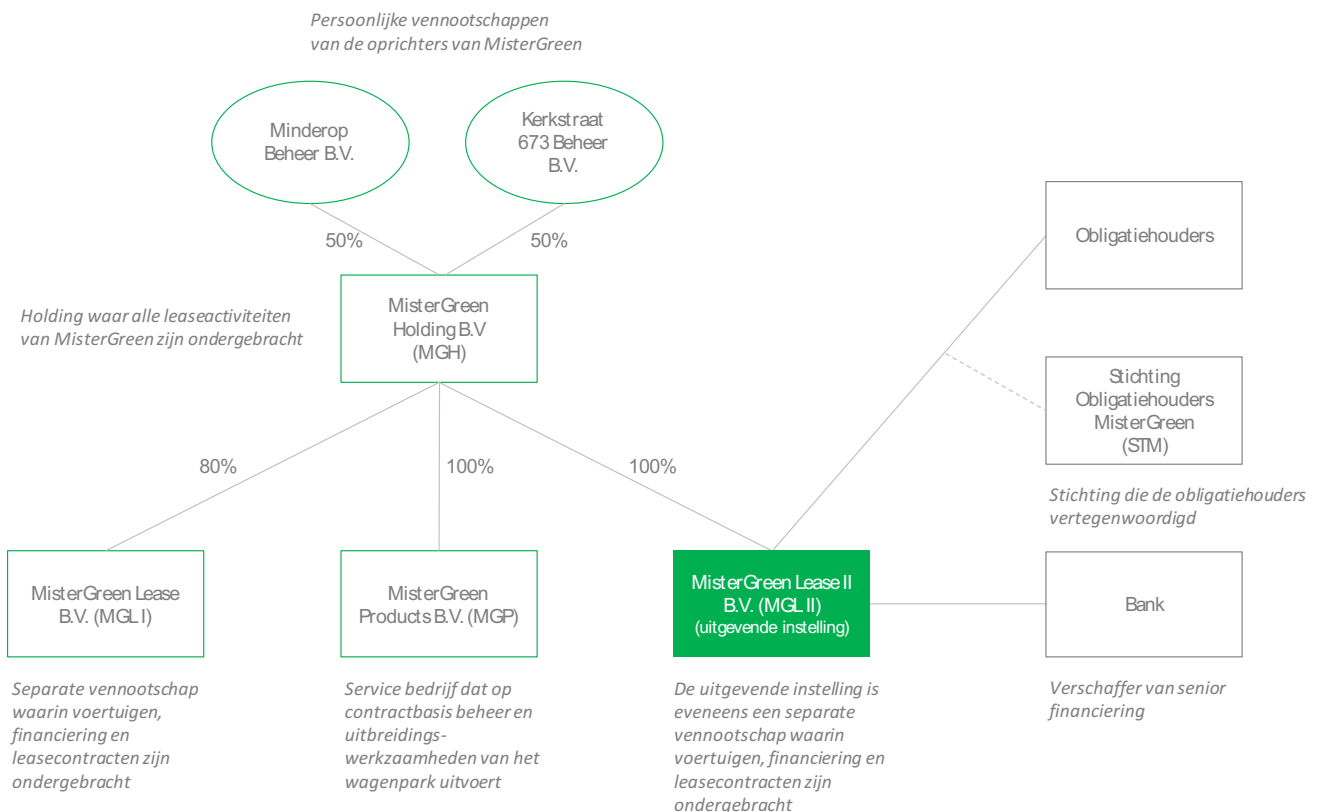 Persoonlijke vennootschappen
van de oprichters van MisterGreen
Minderop
Beheer B.V.
Kerkstraat
673 Beheer
B.V.
50%
50%
Holding waar alle leaseactiviteiten
van MisterGreen zijn ondergebracht
MisterGreen
Holding B.V
(MGH)
Obligatiehouders
Stichting
Obligatiehouders
MisterGreen
(STM)
Stichting die de obligatiehouders
vertegenwoordigd
80%
100%
100%
MisterGreen Lease
B.V. (MGL I)
MisterGreen
Products B.V. (MGP)
MisterGreen Lease II
B.V. (MGL II)
(uitgevende instelling)
Bank
Separate vennootschap
waarin voertuigen,
financiering en
leasecontracten zijn
ondergebracht
Service bedrijf dat op
contractbasis beheer en
uitbreidings-
werkzaamheden van het
wagenpark uitvoert
De uitgevende instelling is
eveneens een separate
vennootschap waarin
voertuigen, financiering en
leasecontracten zijn
ondergebracht
Verschaffer van senior
financiering